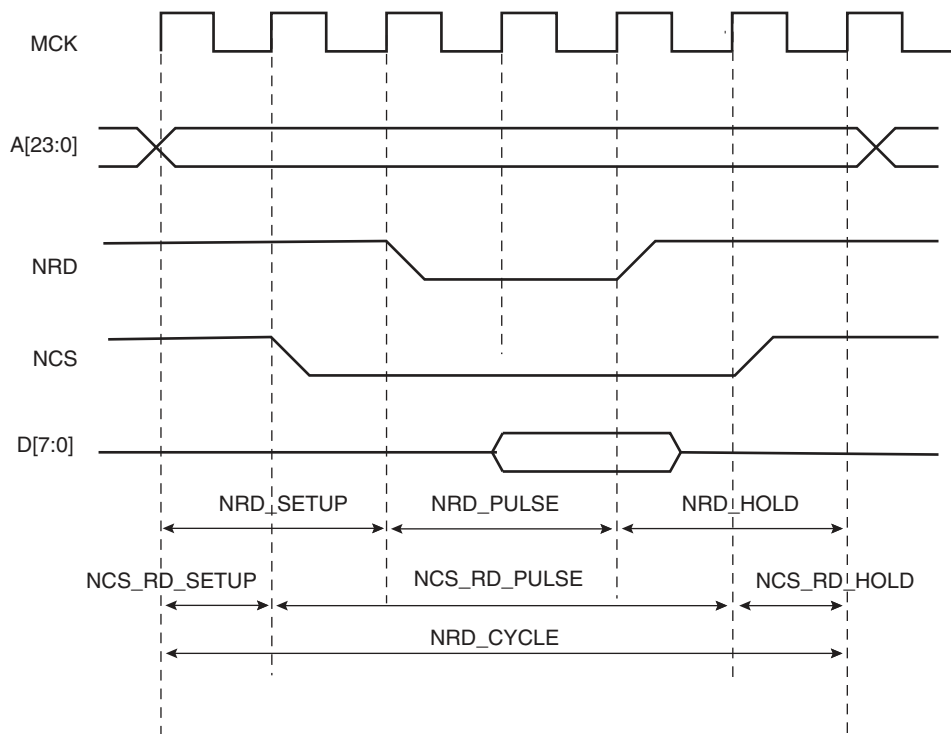 MCK
A[23:0]
NRD
NCS
D[7:0]
NRD_SETUP NRD_PULSE NRD_HOLD
NCS_RD_SETUP NCS_RD_PULSE NCS_RD_HOLD
NRD_CYCLE